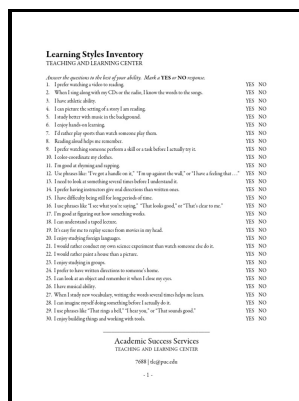 Learning Styles Inventory
TEACHING AND LEARNING CENTER
Answer the questions to the best of your ability. Mark a YES or NO response.
1. I prefer watching a video to reading. YES NO
2. When I sing along with my CDs or the radio, I know the words to the songs. YES NO
3. I have athletic ability. YES NO
4. I can picture the setting of a story I am reading. YES NO
5. I study better with music in the background. YES NO
6. I enjoy hands-on learning. YES NO
7. I'd rather play sports than watch someone play them. YES NO
8. Reading aloud helps me remember. YES NO
9. I prefer watching someone perform a skill or a task before I actually try it. YES NO
10. I color-coordinate my clothes. YES NO
11. I'm good at rhyming and rapping. YES NO
12. Use phrases like: "I've got a handle on it," "I'm up against the wall," or "I have a feeling that . . ." YES NO
13. I need to look at something several times before I understand it. YES NO
14. I prefer having instructors give oral directions than written ones. YES NO
15. I have difficulty being still for long periods of time. YES NO
16. I use phrases like "I see what you're saying," "That looks good," or "That's clear to me." YES NO
17. I'm good at figuring out how something works. YES NO
18. I can understand a taped lecture. YES NO
19. It's easy for me to replay scenes from movies in my head. YES NO
20. I enjoy studying foreign languages. YES NO
21. I would rather conduct my own science experiment than watch someone else do it. YES NO
22. I would rather paint a house than a picture. YES NO
23. I enjoy studying in groups. YES NO
24. I prefer to have written directions to someone's home. YES NO
25. I can look at an object and remember it when I close my eyes. YES NO
26. I have musical ability. YES NO
27. When I study new vocabulary, writing the words several times helps me learn. YES NO
28. I can imagine myself doing something before I actually do it. YES NO
29. I use phrases like "That rings a bell," "I hear you," or "That sounds good." YES NO
30. I enjoy building things and working with tools. YES NO
Academic Success Services
TEACHING AND LEARNING CENTER
7688 | tlc@puc.edu
- 1 -